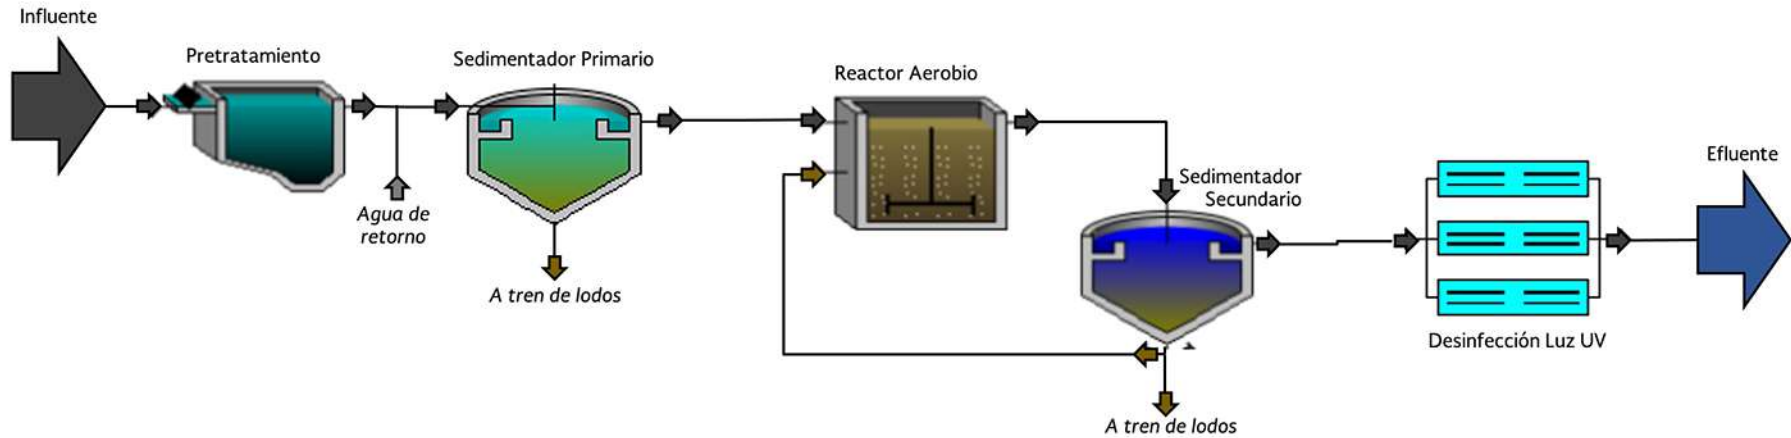 Influente
Pretratamiento
Agua de
retorno
Sedimentador Primario
A tren de lodos
Reactor Aerobio
Sedimentador
Secundario
A tren de lodos
Desinfección Luz UV
Efluente